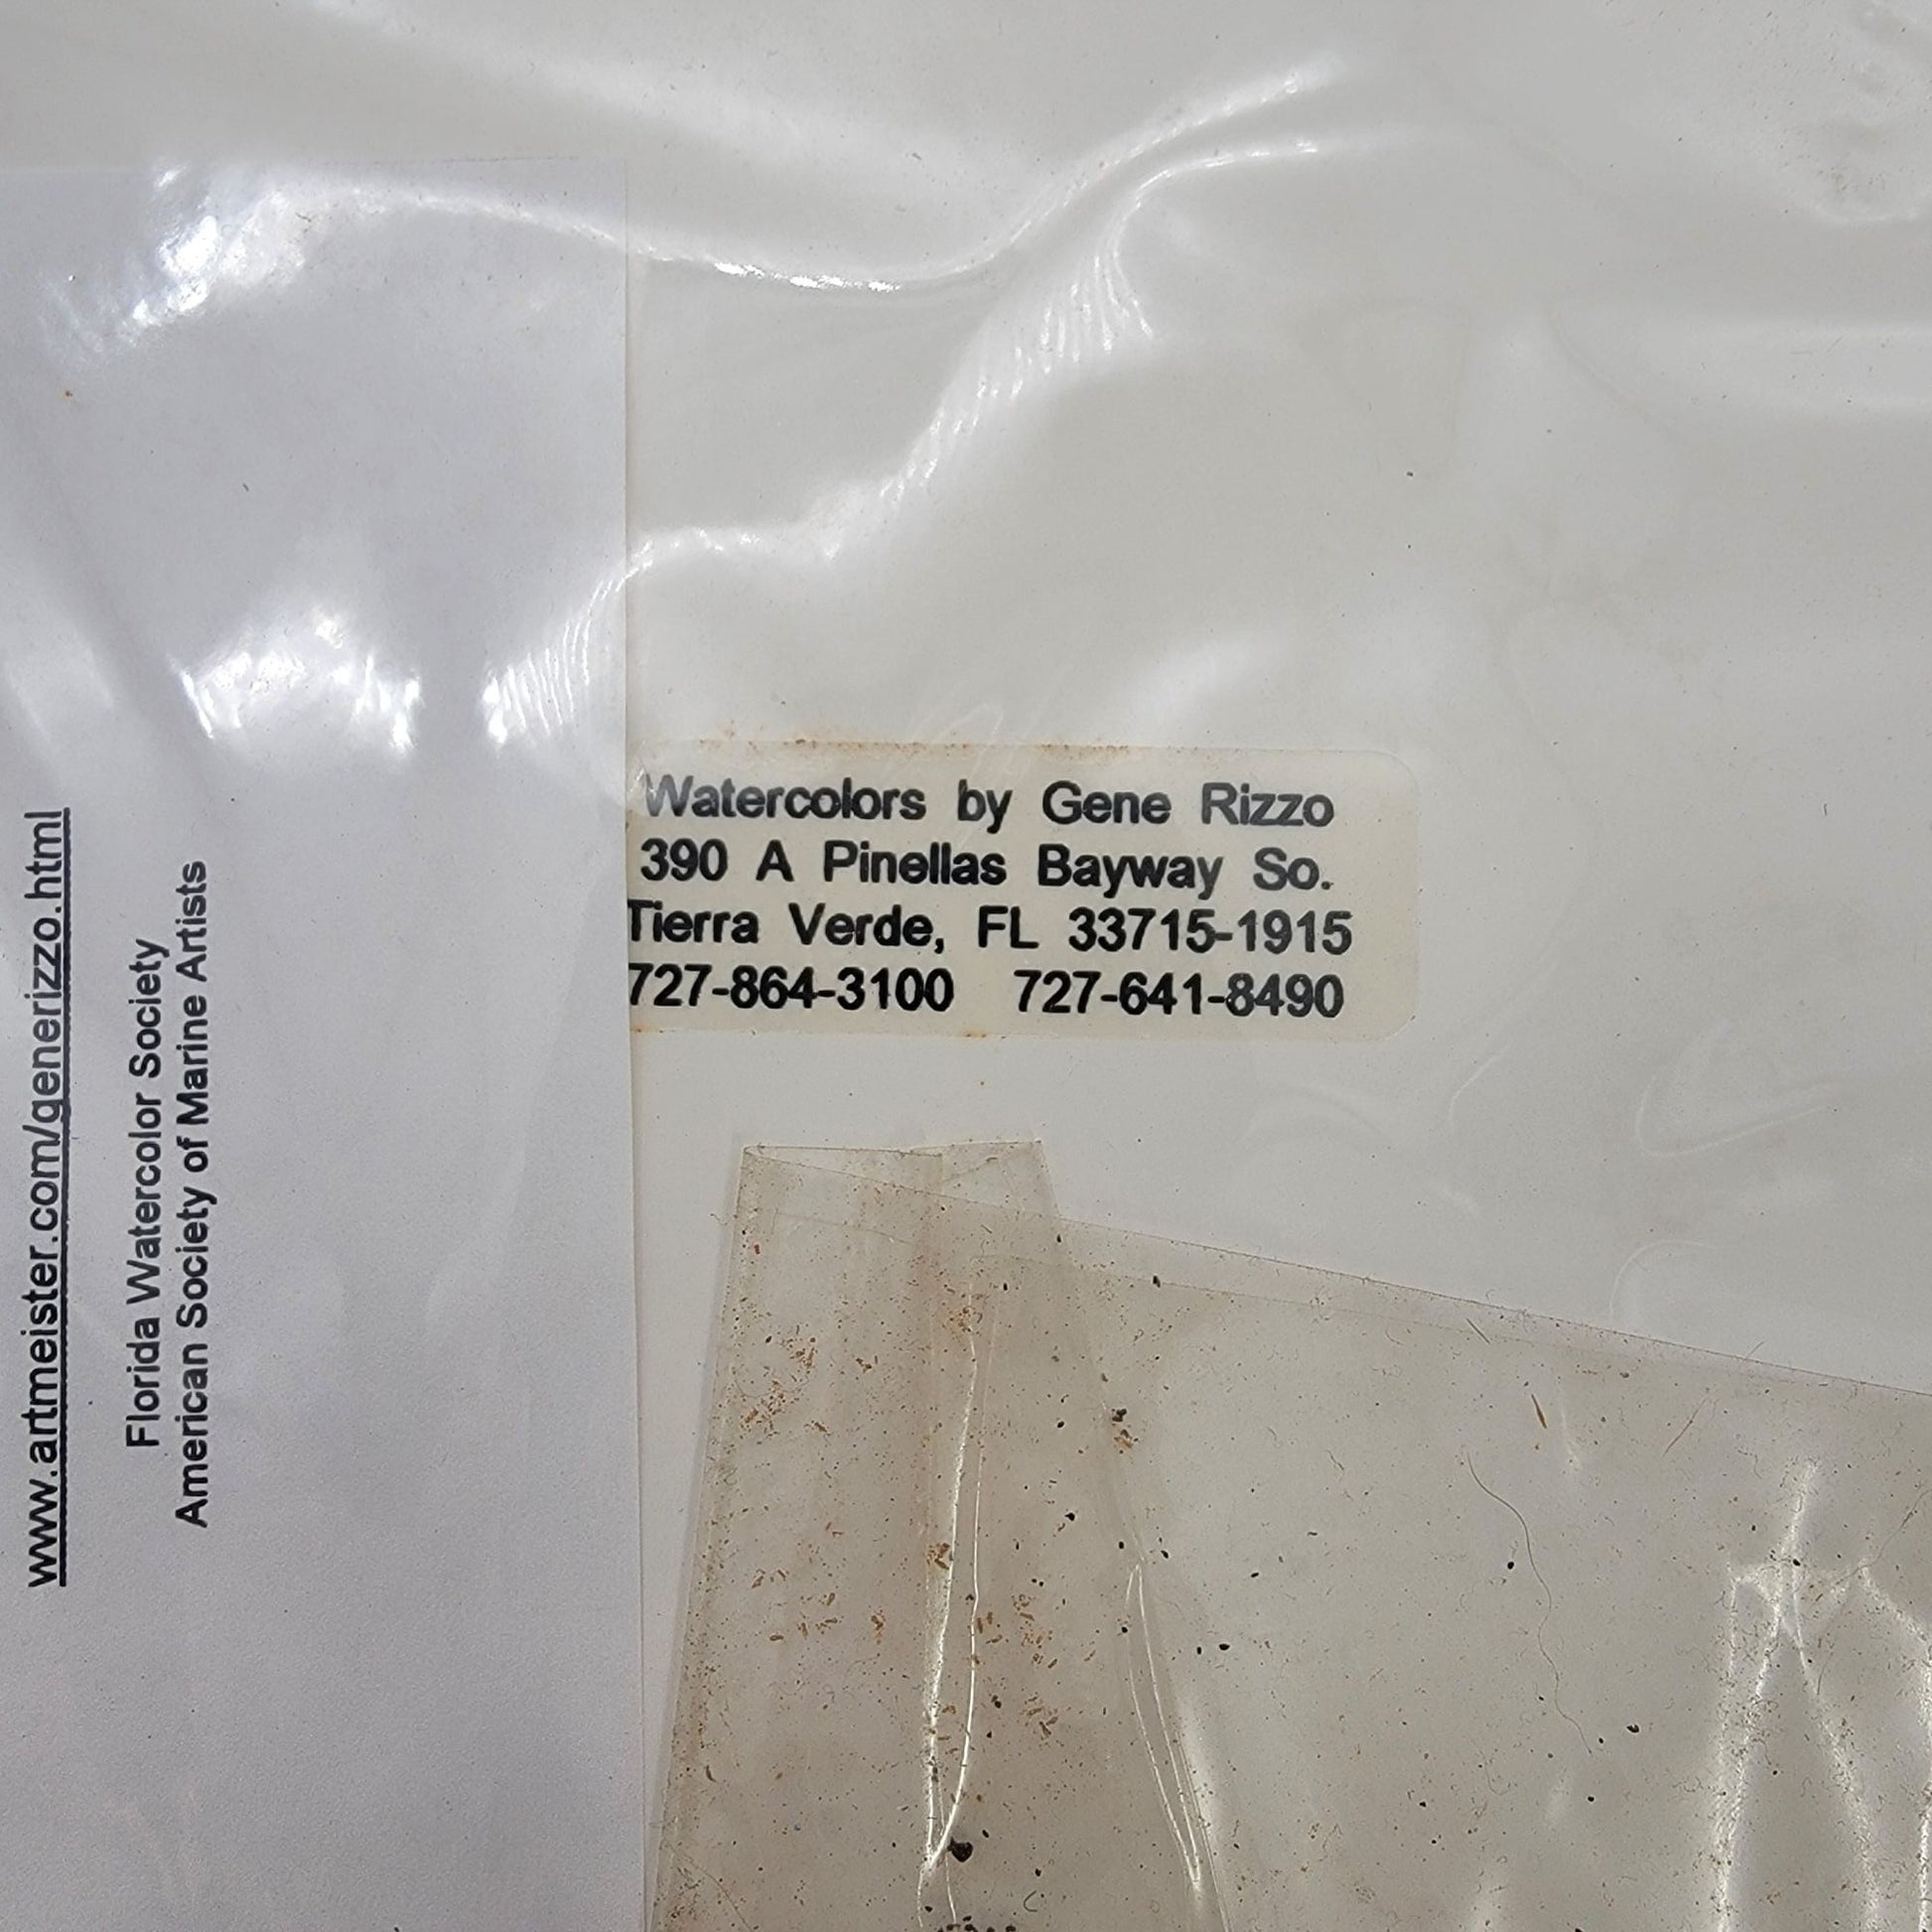 www.artmeister.com/generizzo.html
Florida Watercolor Society
American Society of Marine Artists
Watercolors by Gene Rizzo
390 A Pinellas Bayway So.
Tierra Verde, FL 33715-1915
727-864-3100 727-641-8490